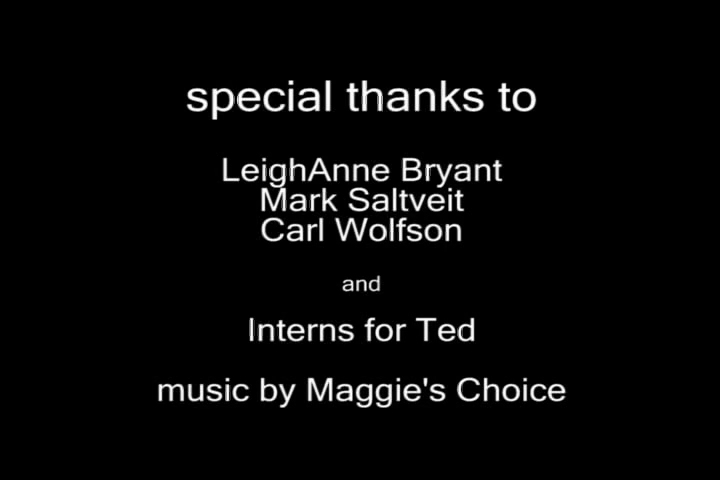 special thanks to
LeighAnne Bryant
Mark Saltveit
Carl Wolfson
and
Interns for Ted
music by Maggie's Choice